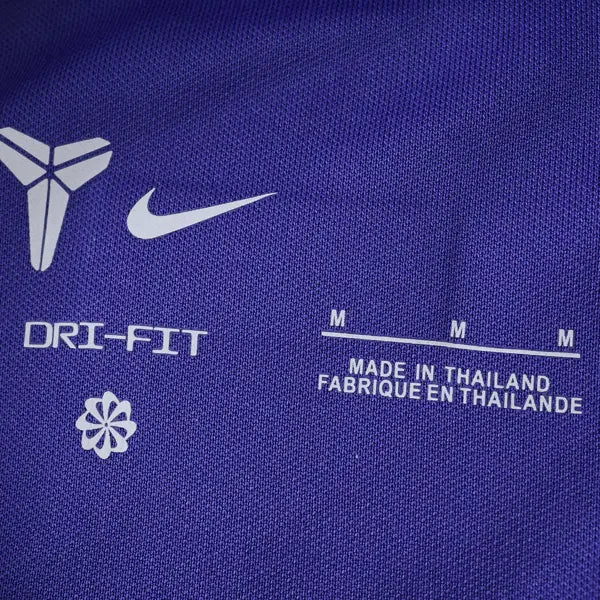 DRI-FIT
M M M
MADE IN THAILAND
FABRIQUE EN THAILANDE